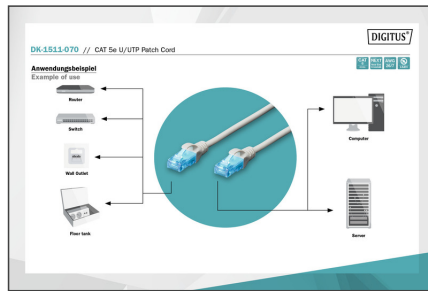 DIGITUS®
DK-1511-070 // CAT 5e U/UTP Patch Cord
Anwendungsbeispiel
Example of use
Router
Switch
Wall Outlet
Floor tank
Computer
Server